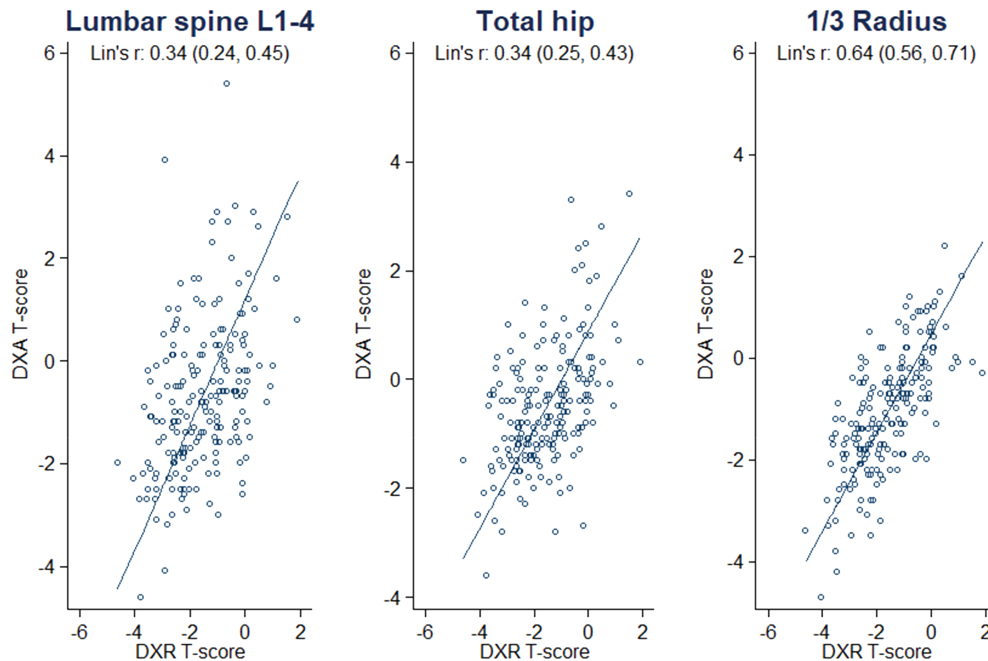 Lumbar spine L1-4
Lin's r: 0.34 (0.24, 0.45)
6
4
2
0
-2
-4
DXA T-score
-6
-4
-2
0
2
DXR T-score
Total hip
Lin's r: 0.34 (0.25, 0.43)
6
4
2
0
-2
-4
DXA T-score
-6
-4
-2
0
2
DXR T-score
1/3 Radius
Lin's r: 0.64 (0.56, 0.71)
6
4
2
0
-2
-4
DXA T-score
-6
-4
-2
0
2
DXR T-score